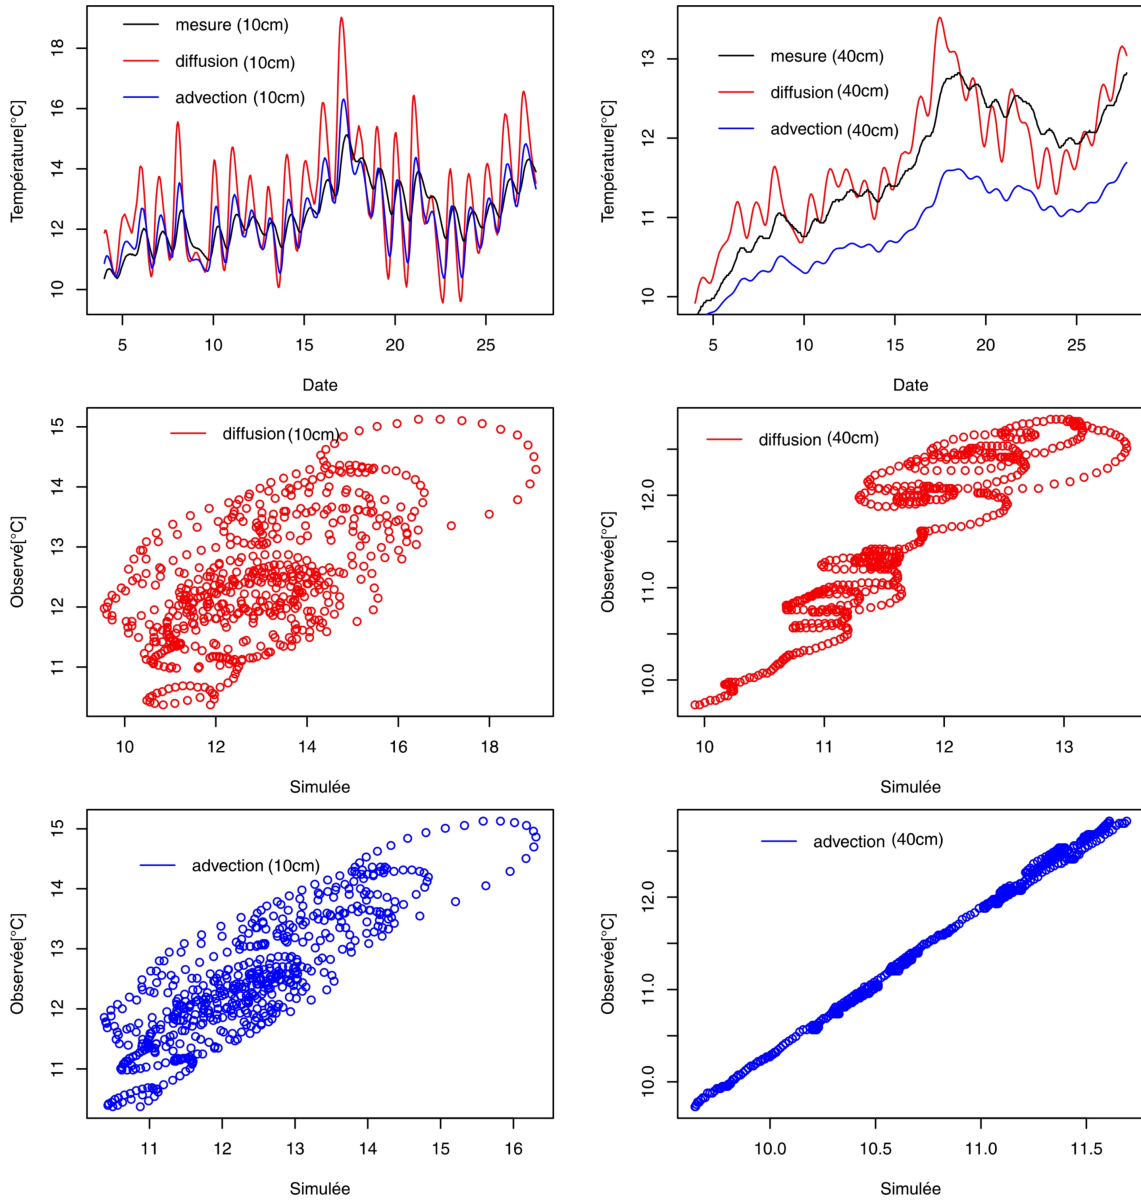 mesure (10cm)
diffusion (10cm)
advection (10cm)
Température[°C]
10 12 14 16 18
5 10 15 20 25
Date
mesure (40cm)
diffusion (40cm)
advection (40cm)
Température[°C]
10 11 12 13
5 10 15 20 25
Date
diffusion (10cm)
Observé[°C]
11 12 13 14 15
10 12 14 16 18
Simulée
diffusion (40cm)
Observée[°C]
10.0 11.0 12.0
10 11 12 13
Simulée
advection (10cm)
Observée[°C]
11 12 13 14 15
11 12 13 14 15 16
Simulée
advection (40cm)
Observée[°C]
10.0 11.0 12.0
10.0 10.5 11.0 11.5
Simulée